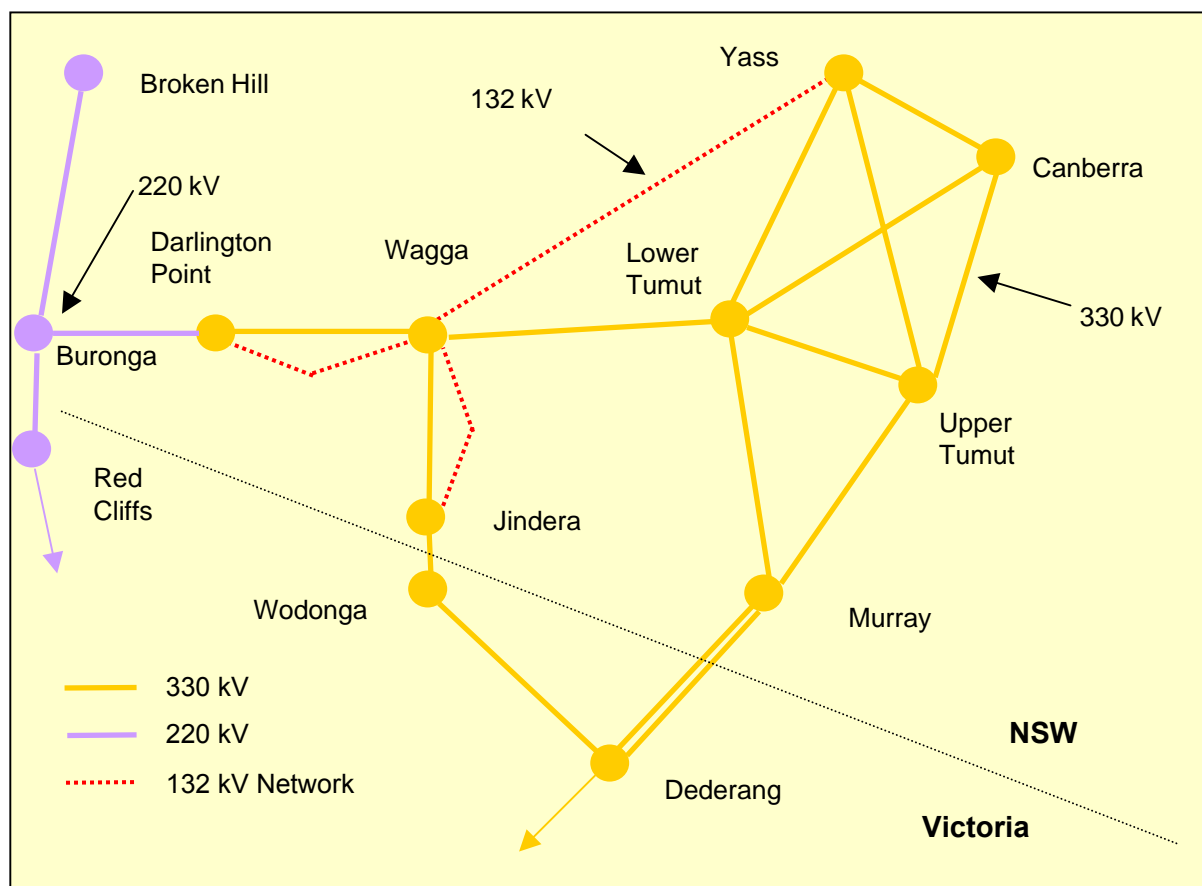 Yass
Broken Hill
132 kV
Canberra
220 kV
Darlington
Point
Wagga
Lower
Tumut
330 kV
Buronga
Upper
Tumut
Red
Cliffs
Jindera
Wodonga
Murray
330 kV
220 kV
NSW
132 kV Network
Dederang
Victoria